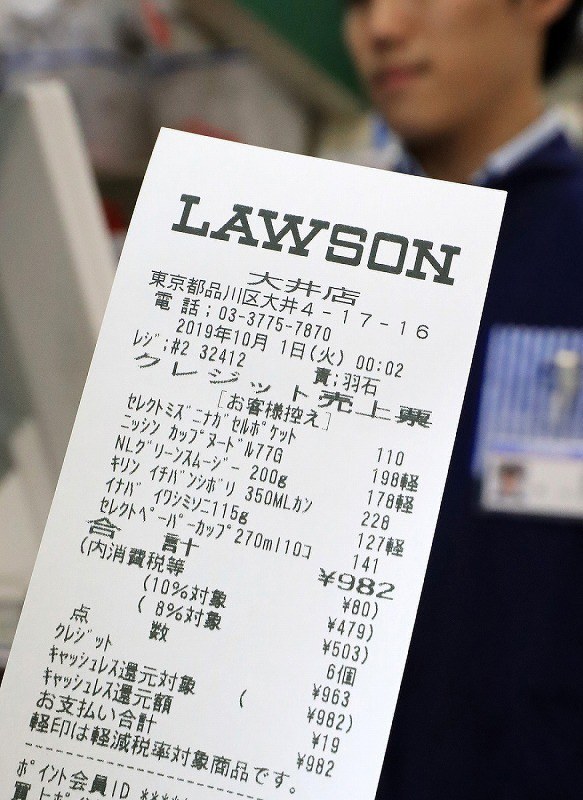 LAWSON
大井店
東京都品川区大井4-17-16
電話;03-3775-7870
2019年10月 1日(火) 00:02
レジ;#2 32412 責;羽石
クレジット売上票
[お客様控え]
ｾﾚｸﾄﾐｽﾞﾆﾅｶﾞｾﾙﾎﾟｹｯﾄ 110
ﾆｯｼﾝ ｶｯﾌﾟﾇｰﾄﾞﾙ77G 198軽
NLｸﾞﾘｰﾝｽﾑｰｼﾞｰ 200g 178軽
ｷﾘﾝ ｲﾁﾊﾞﾝｼﾎﾞﾘ 350MLｶﾝ 228
ｲﾅﾊﾞ ｲﾜｼﾐｿﾆ115g 127軽
ｾﾚｸﾄﾍﾟｰﾊﾟｰｶｯﾌﾟ270ml10ｺ 141
合 計 ¥982
(内消費税等 ¥80)
(10%対象 ¥479)
( 8%対象 ¥503)
点 数 6個
ｸﾚｼﾞｯﾄ ¥963
ｷｬｯｼｭﾚｽ還元対象 ( ¥982)
ｷｬｯｼｭﾚｽ還元額 ¥19
お支払い合計 ¥982
軽印は軽減税率対象商品です。
ﾎﾟｲﾝﾄ会員ID ****